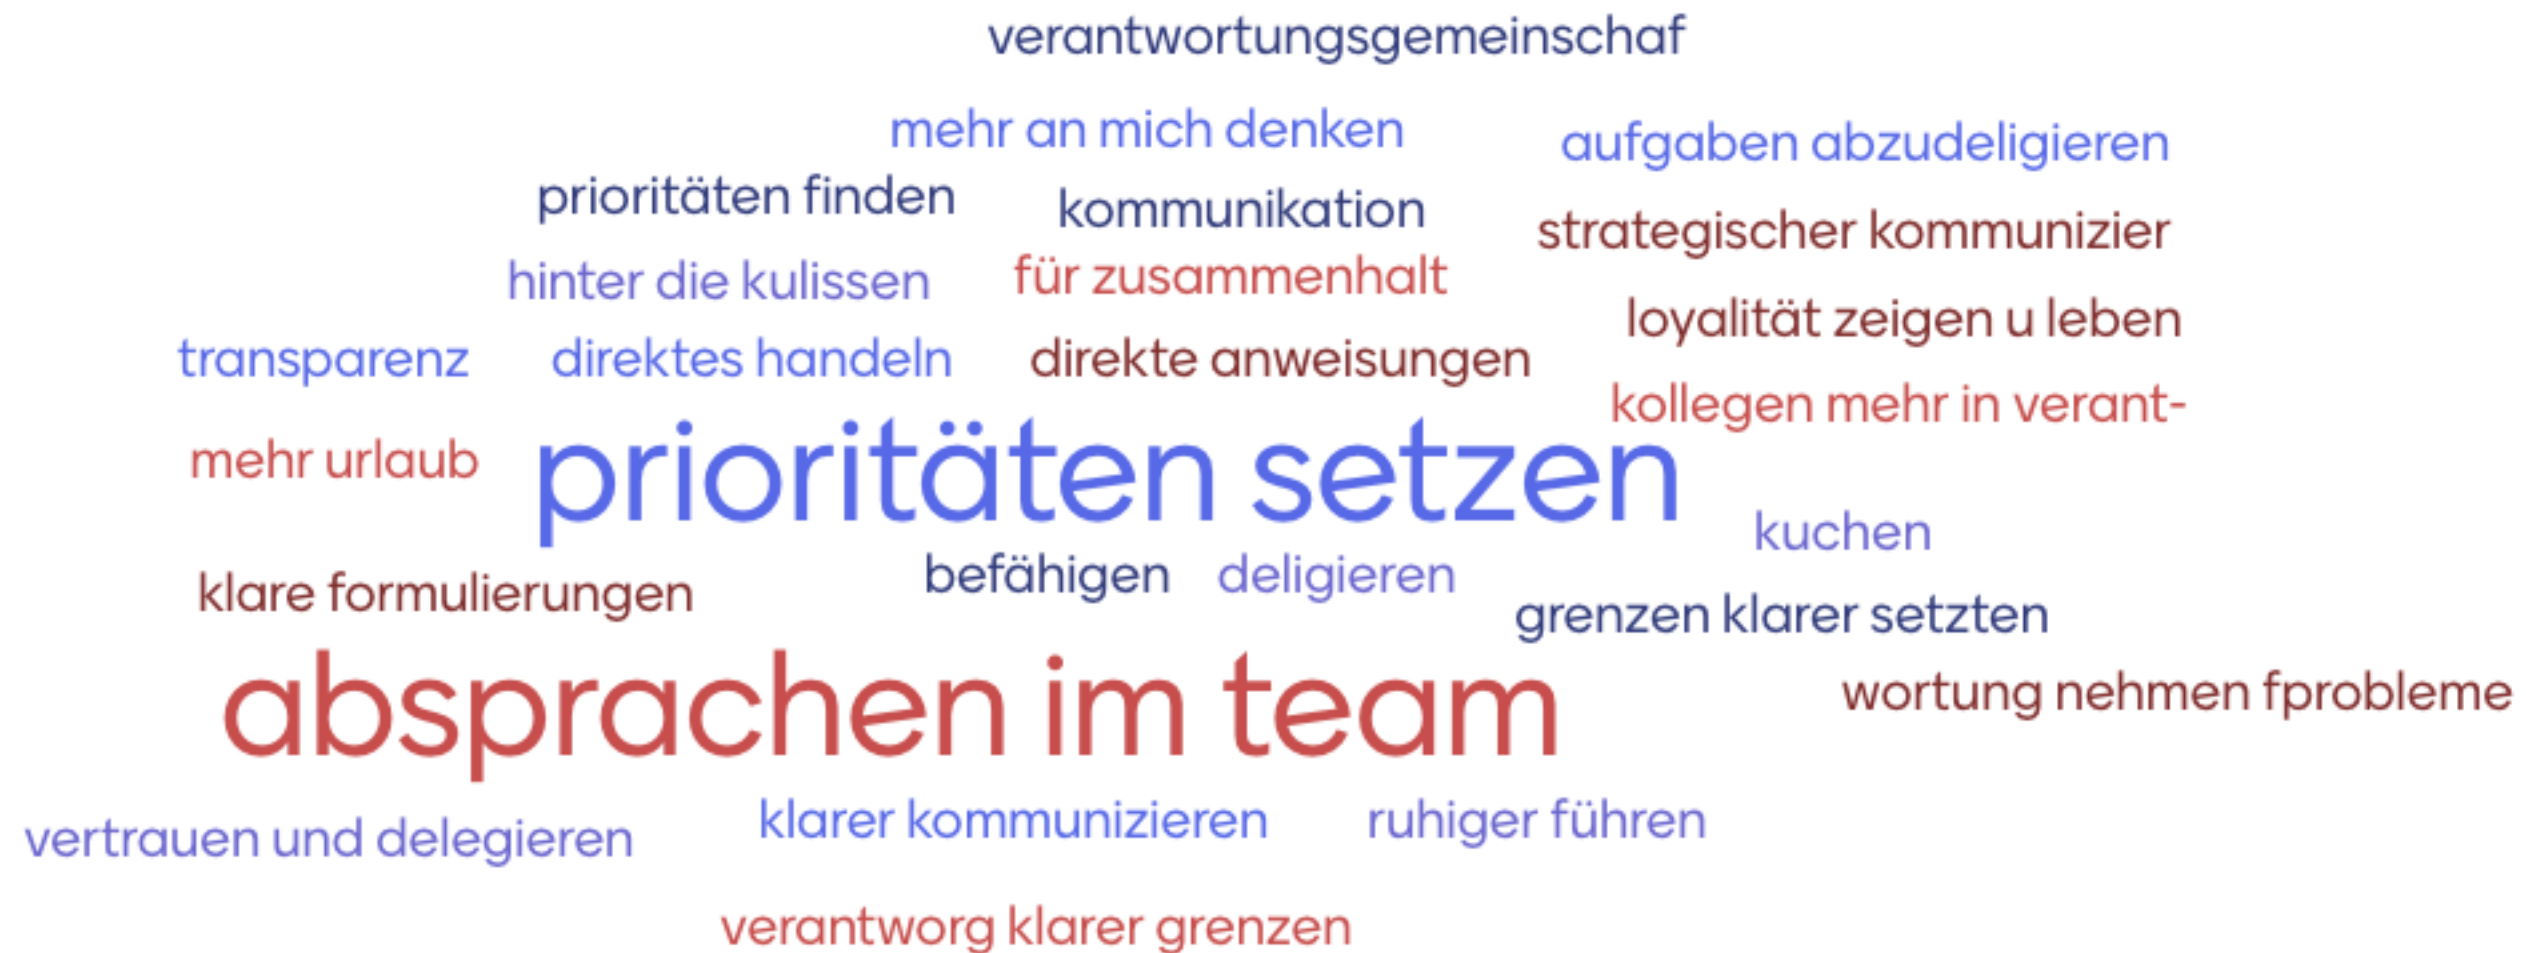 verantwortungsgemeinschaf
mehr an mich denken
aufgaben abzudeligieren
prioritäten finden
kommunikation
strategischer kommunizier
hinter die kulissen
für zusammenhalt
loyalität zeigen u leben
transparenz
direktes handeln
direkte anweisungen
kollegen mehr in verant-
mehr urlaub
prioritäten setzen
kuchen
klare formulierungen
befähigen
deligieren
grenzen klarer setzten
absprachen im team
wortung nehmen fprobleme
vertrauen und delegieren
klarer kommunizieren
ruhiger führen
verantworg klarer grenzen